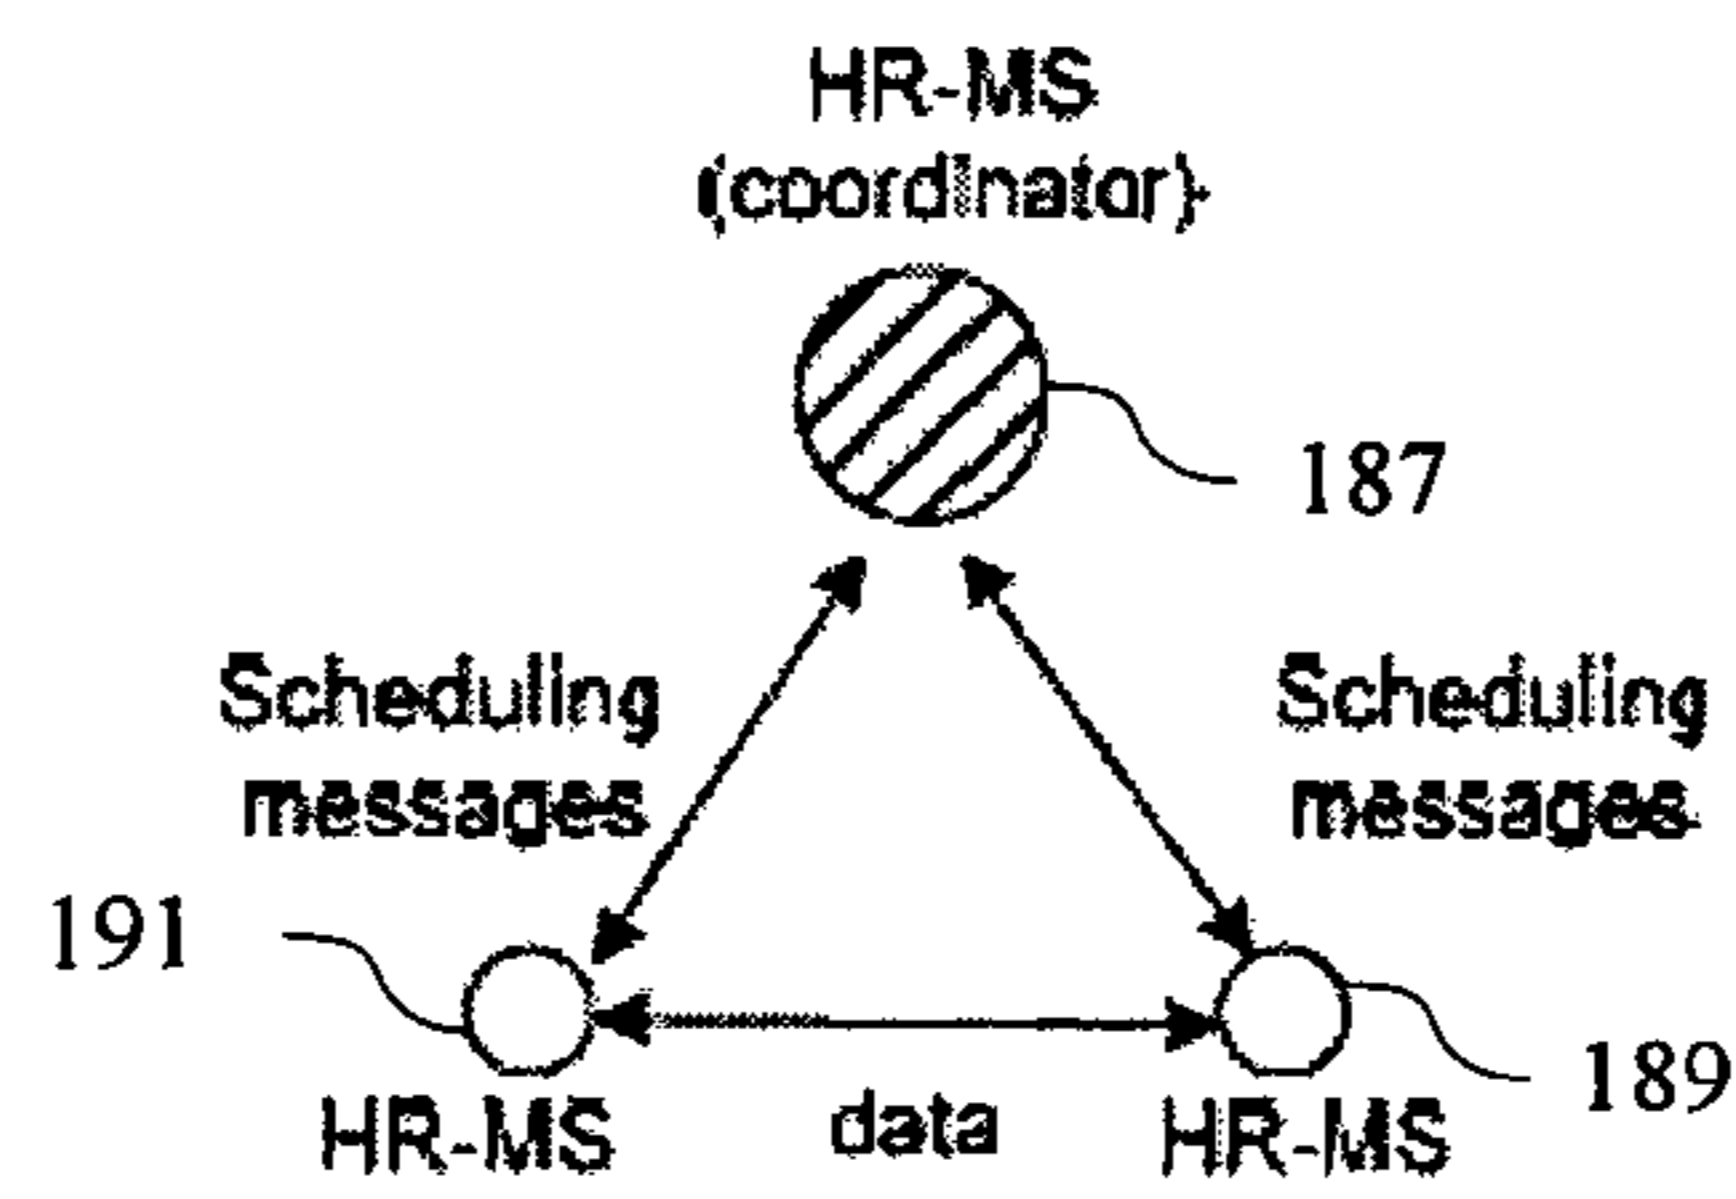 HR-MS
(coordinator)
187
Scheduling
messages
Scheduling
messages
191
189
HR-MS
data
HR-MS